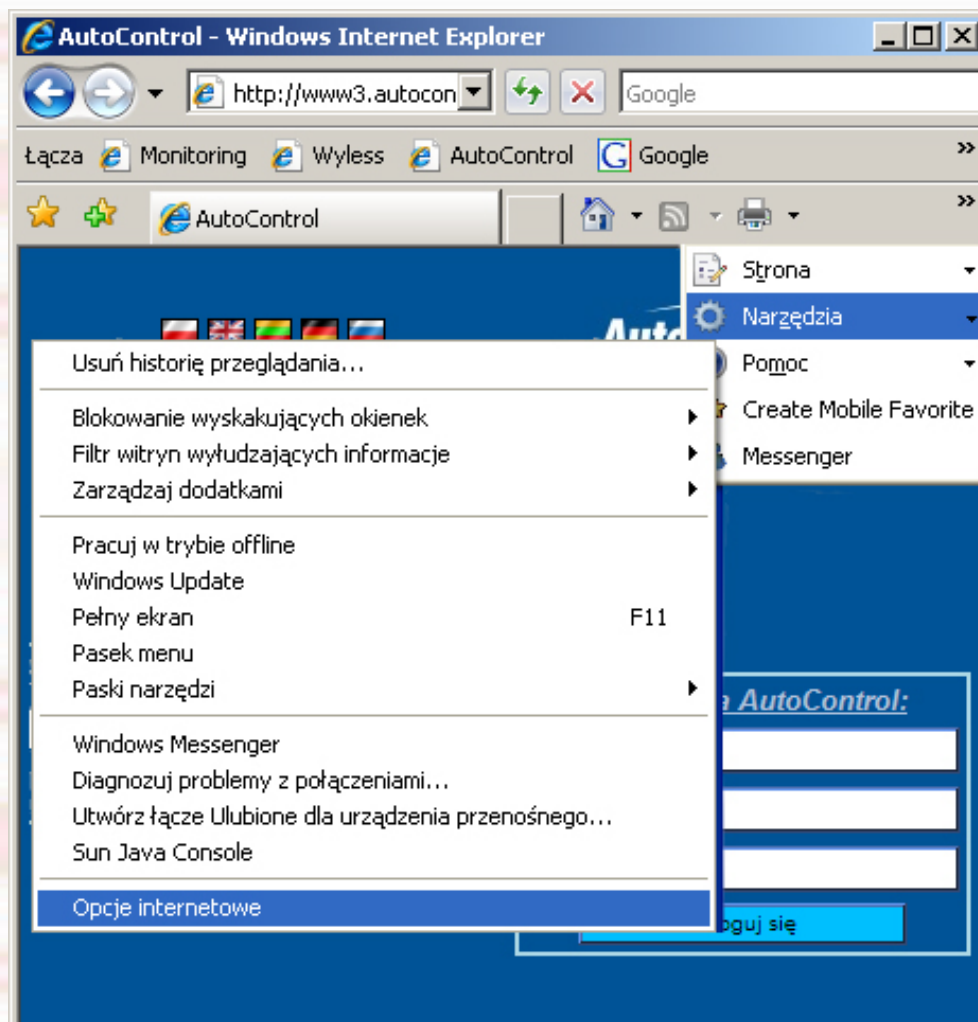 AutoControl - Windows Internet Explorer
http://www3.autocon
Google
Łącza Monitoring Wyless AutoControl Google
AutoControl
Strona
Narzędzia
Pomoc
Create Mobile Favorite
Messenger
Usuń historię przeglądania...
Blokowanie wyskakujących okienek
Filtr witryn wyłudzających informacje
Zarządzaj dodatkami
Pracuj w trybie offline
Windows Update
Pełny ekran F11
Pasek menu
Paski narzędzi
Windows Messenger
Diagnozuj problemy z połączeniami...
Utwórz łącze Ulubione dla urządzenia przenośnego...
Sun Java Console
Opcje internetowe
AutoControl:
się